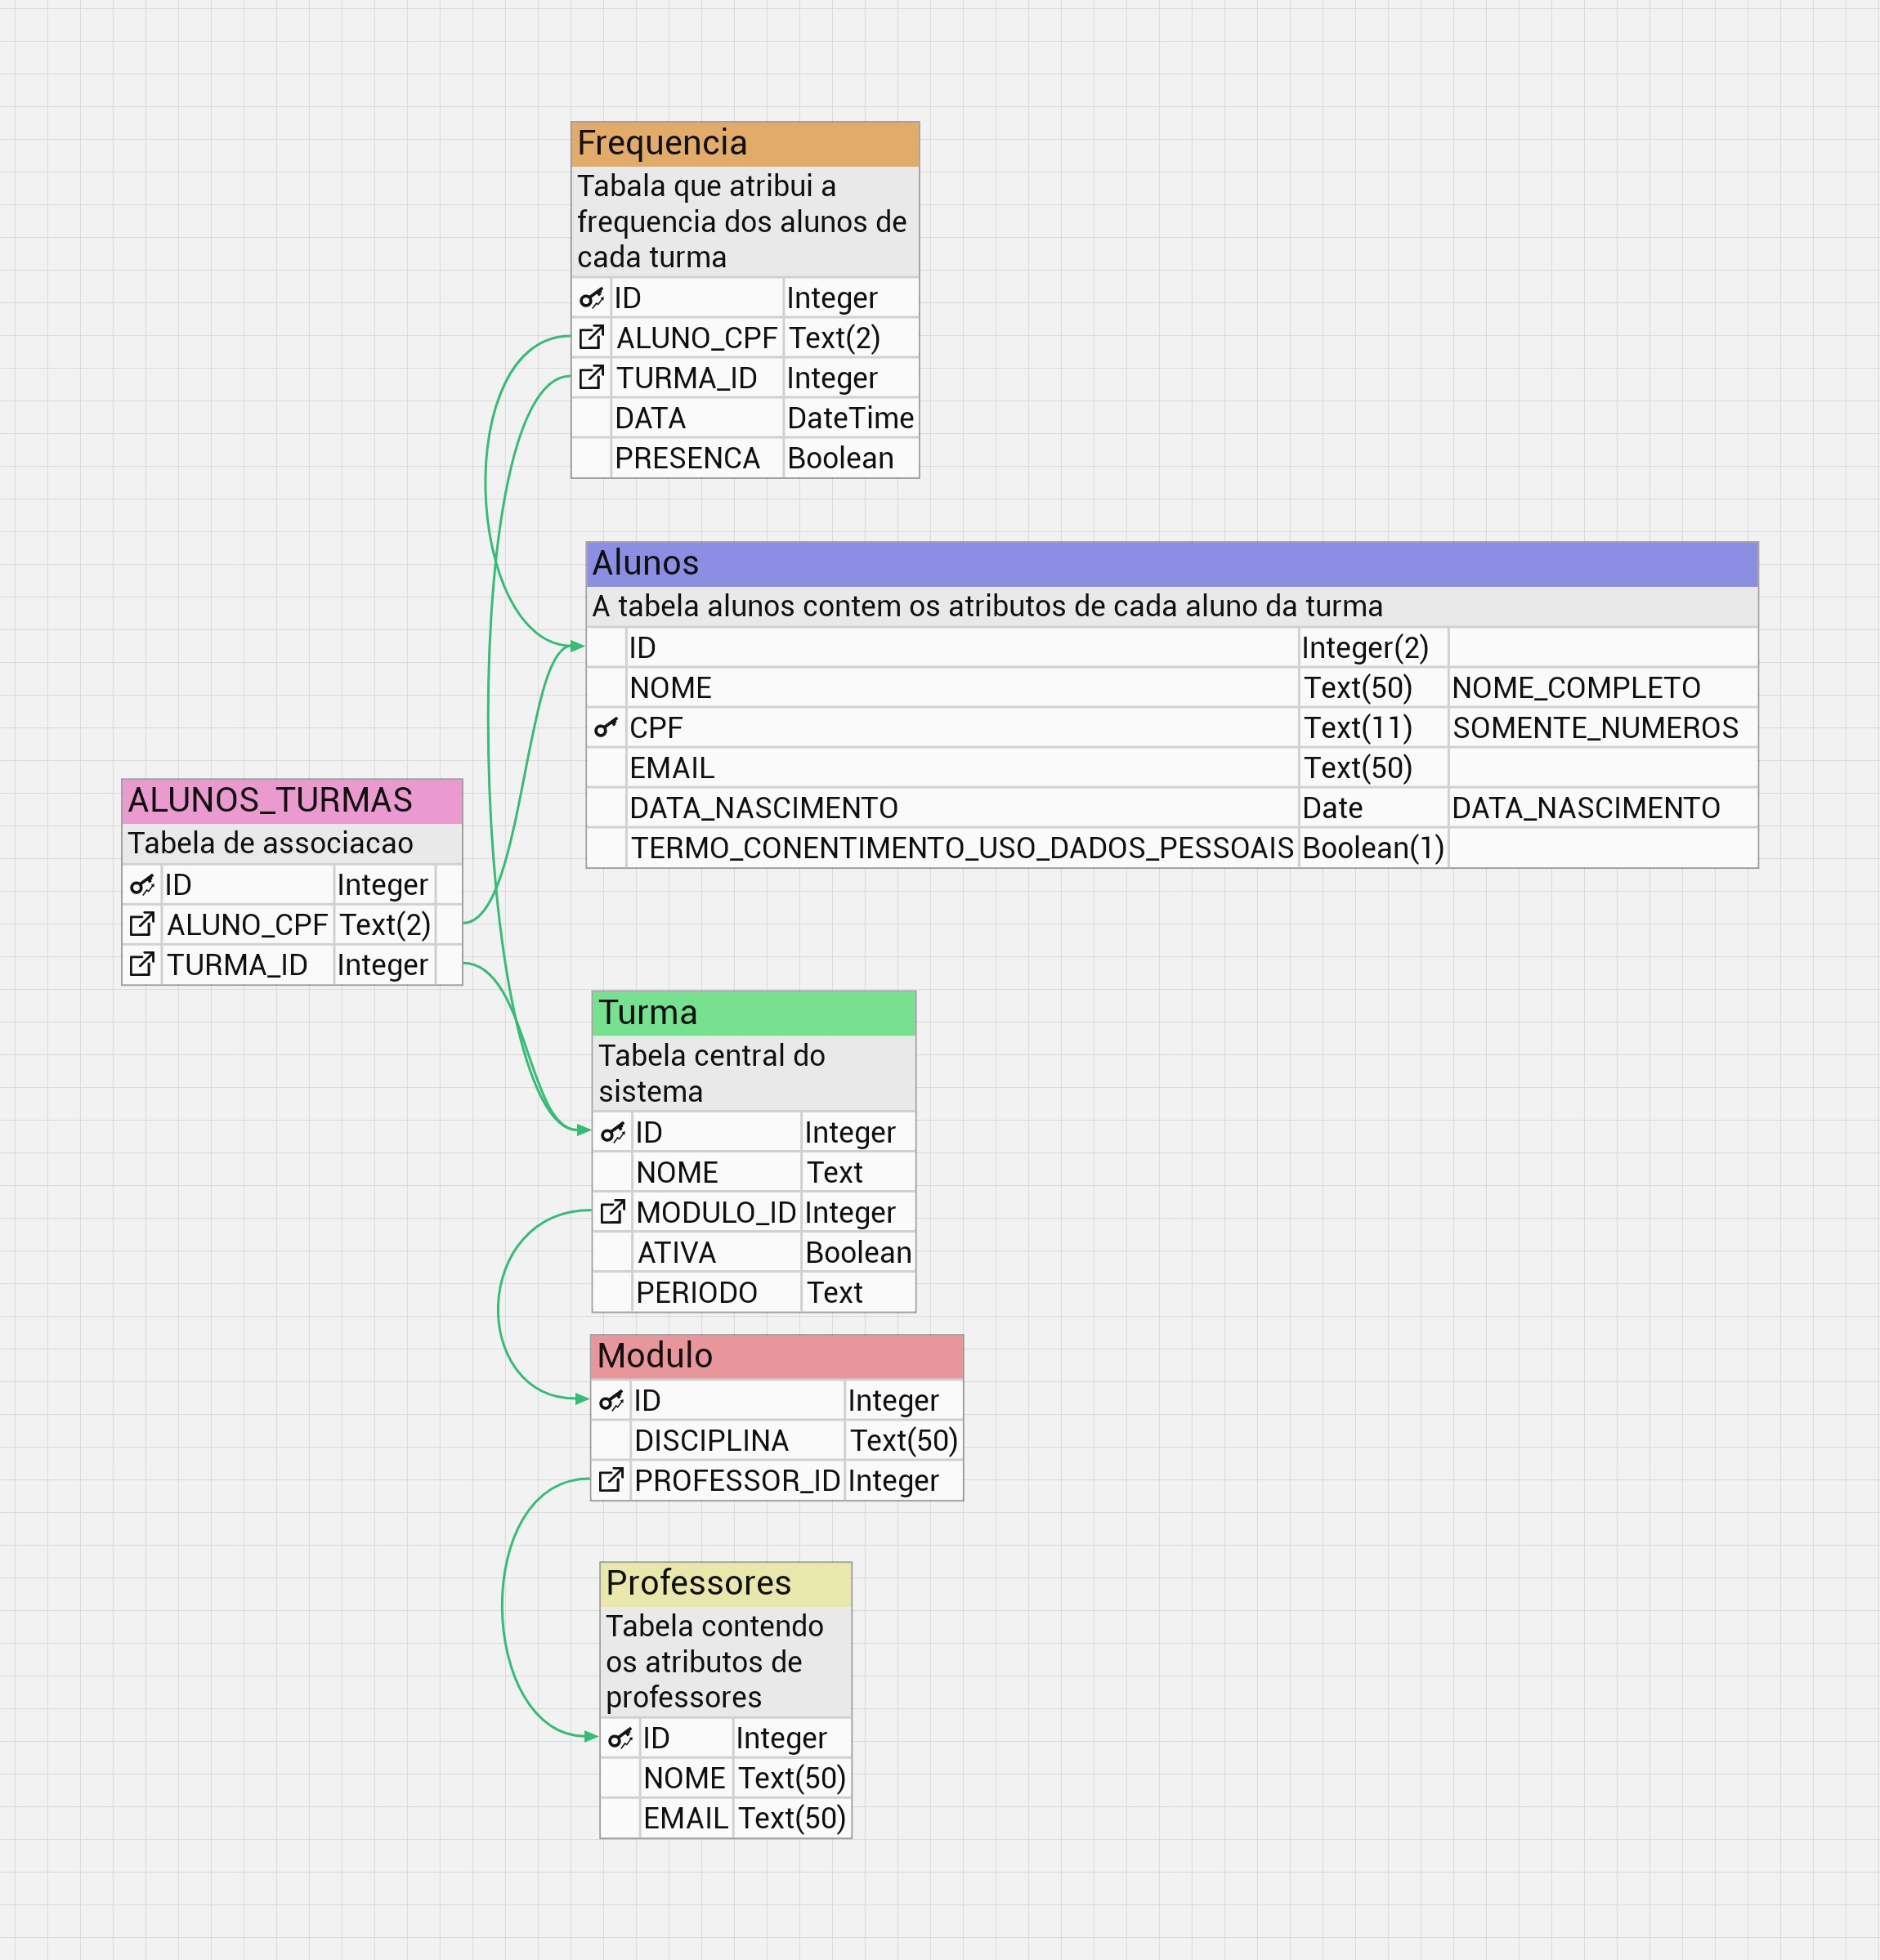 Frequencia
Tabala que atribui a
frequencia dos alunos de
cada turma
ID Integer
ALUNO_CPF Text(2)
TURMA_ID Integer
DATA DateTime
PRESENCA Boolean
Alunos
A tabela alunos contem os atributos de cada aluno da turma
ID Integer(2)
NOME Text(50) NOME_COMPLETO
CPF Text(11) SOMENTE_NUMEROS
EMAIL Text(50)
DATA_NASCIMENTO Date DATA_NASCIMENTO
TERMO_CONENTIMENTO_USO_DADOS_PESSOAIS Boolean(1)
ALUNOS_TURMAS
Tabela de associacao
ID Integer
ALUNO_CPF Text(2)
TURMA_ID Integer
Turma
Tabela central do
sistema
ID Integer
NOME Text
MODULO_ID Integer
ATIVA Boolean
PERIODO Text
Modulo
ID Integer
DISCIPLINA Text(50)
PROFESSOR_ID Integer
Professores
Tabela contendo
os atributos de
professores
ID Integer
NOME Text(50)
EMAIL Text(50)